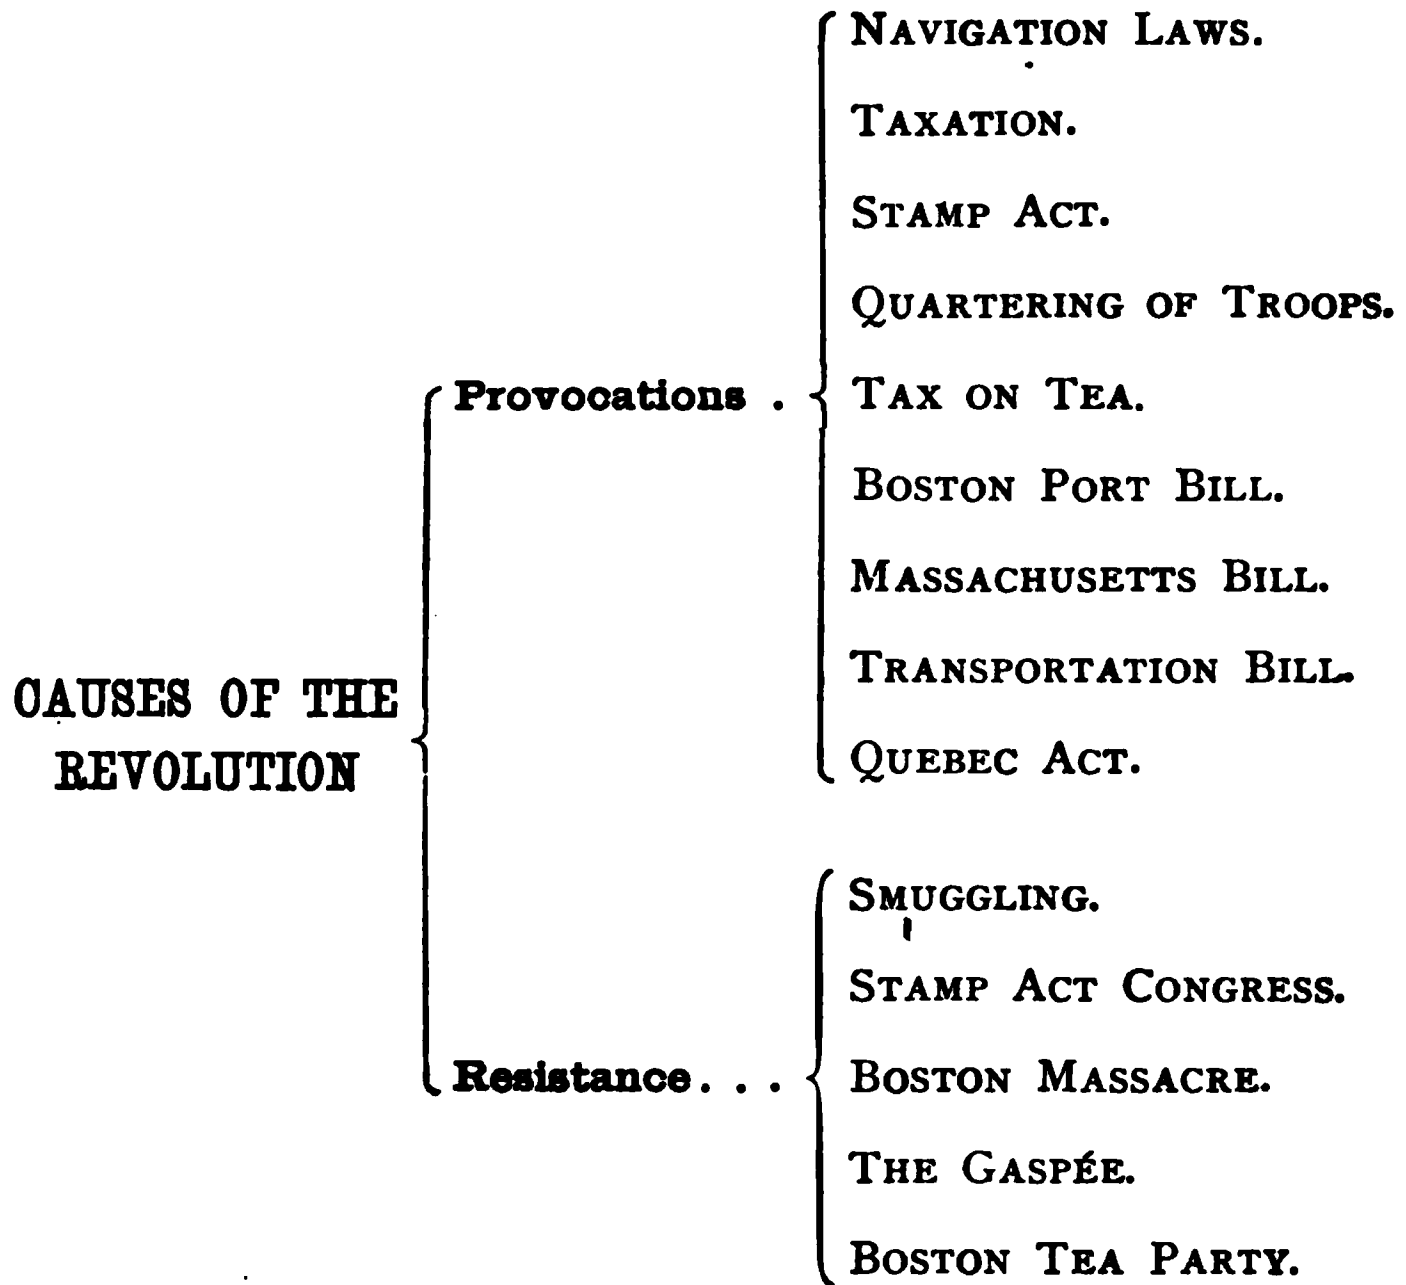 CAUSES OF THE
REVOLUTION
Provocations .
NAVIGATION LAWS.
TAXATION.
STAMP ACT.
QUARTERING OF TROOPS.
TAX ON TEA.
BOSTON PORT BILL.
MASSACHUSETTS BILL.
TRANSPORTATION BILL.
QUEBEC ACT.
Resistance . . .
SMUGGLING.
STAMP ACT CONGRESS.
BOSTON MASSACRE.
THE GASPÉE.
BOSTON TEA PARTY.